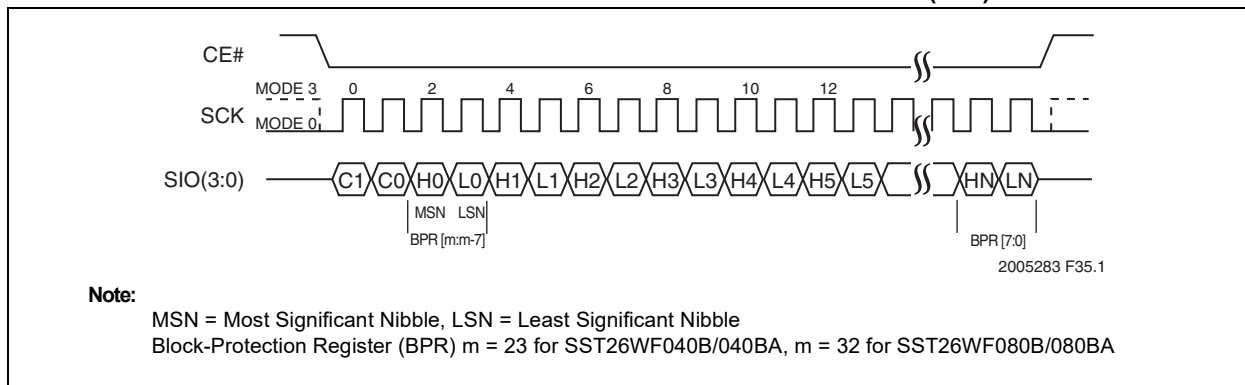 CE#
MODE 3 0 2 4 6 8 10 12
SCK
MODE 0
SIO(3:0) C1 C0 H0 L0 H1 L1 H2 L2 H3 L3 H4 L4 H5 L5 HN LN
MSN LSN
BPR [m:m-7] BPR [7:0]
2005283 F35.1
Note:
MSN = Most Significant Nibble, LSN = Least Significant Nibble
Block-Protection Register (BPR) m = 23 for SST26WF040B/040BA, m = 32 for SST26WF080B/080BA